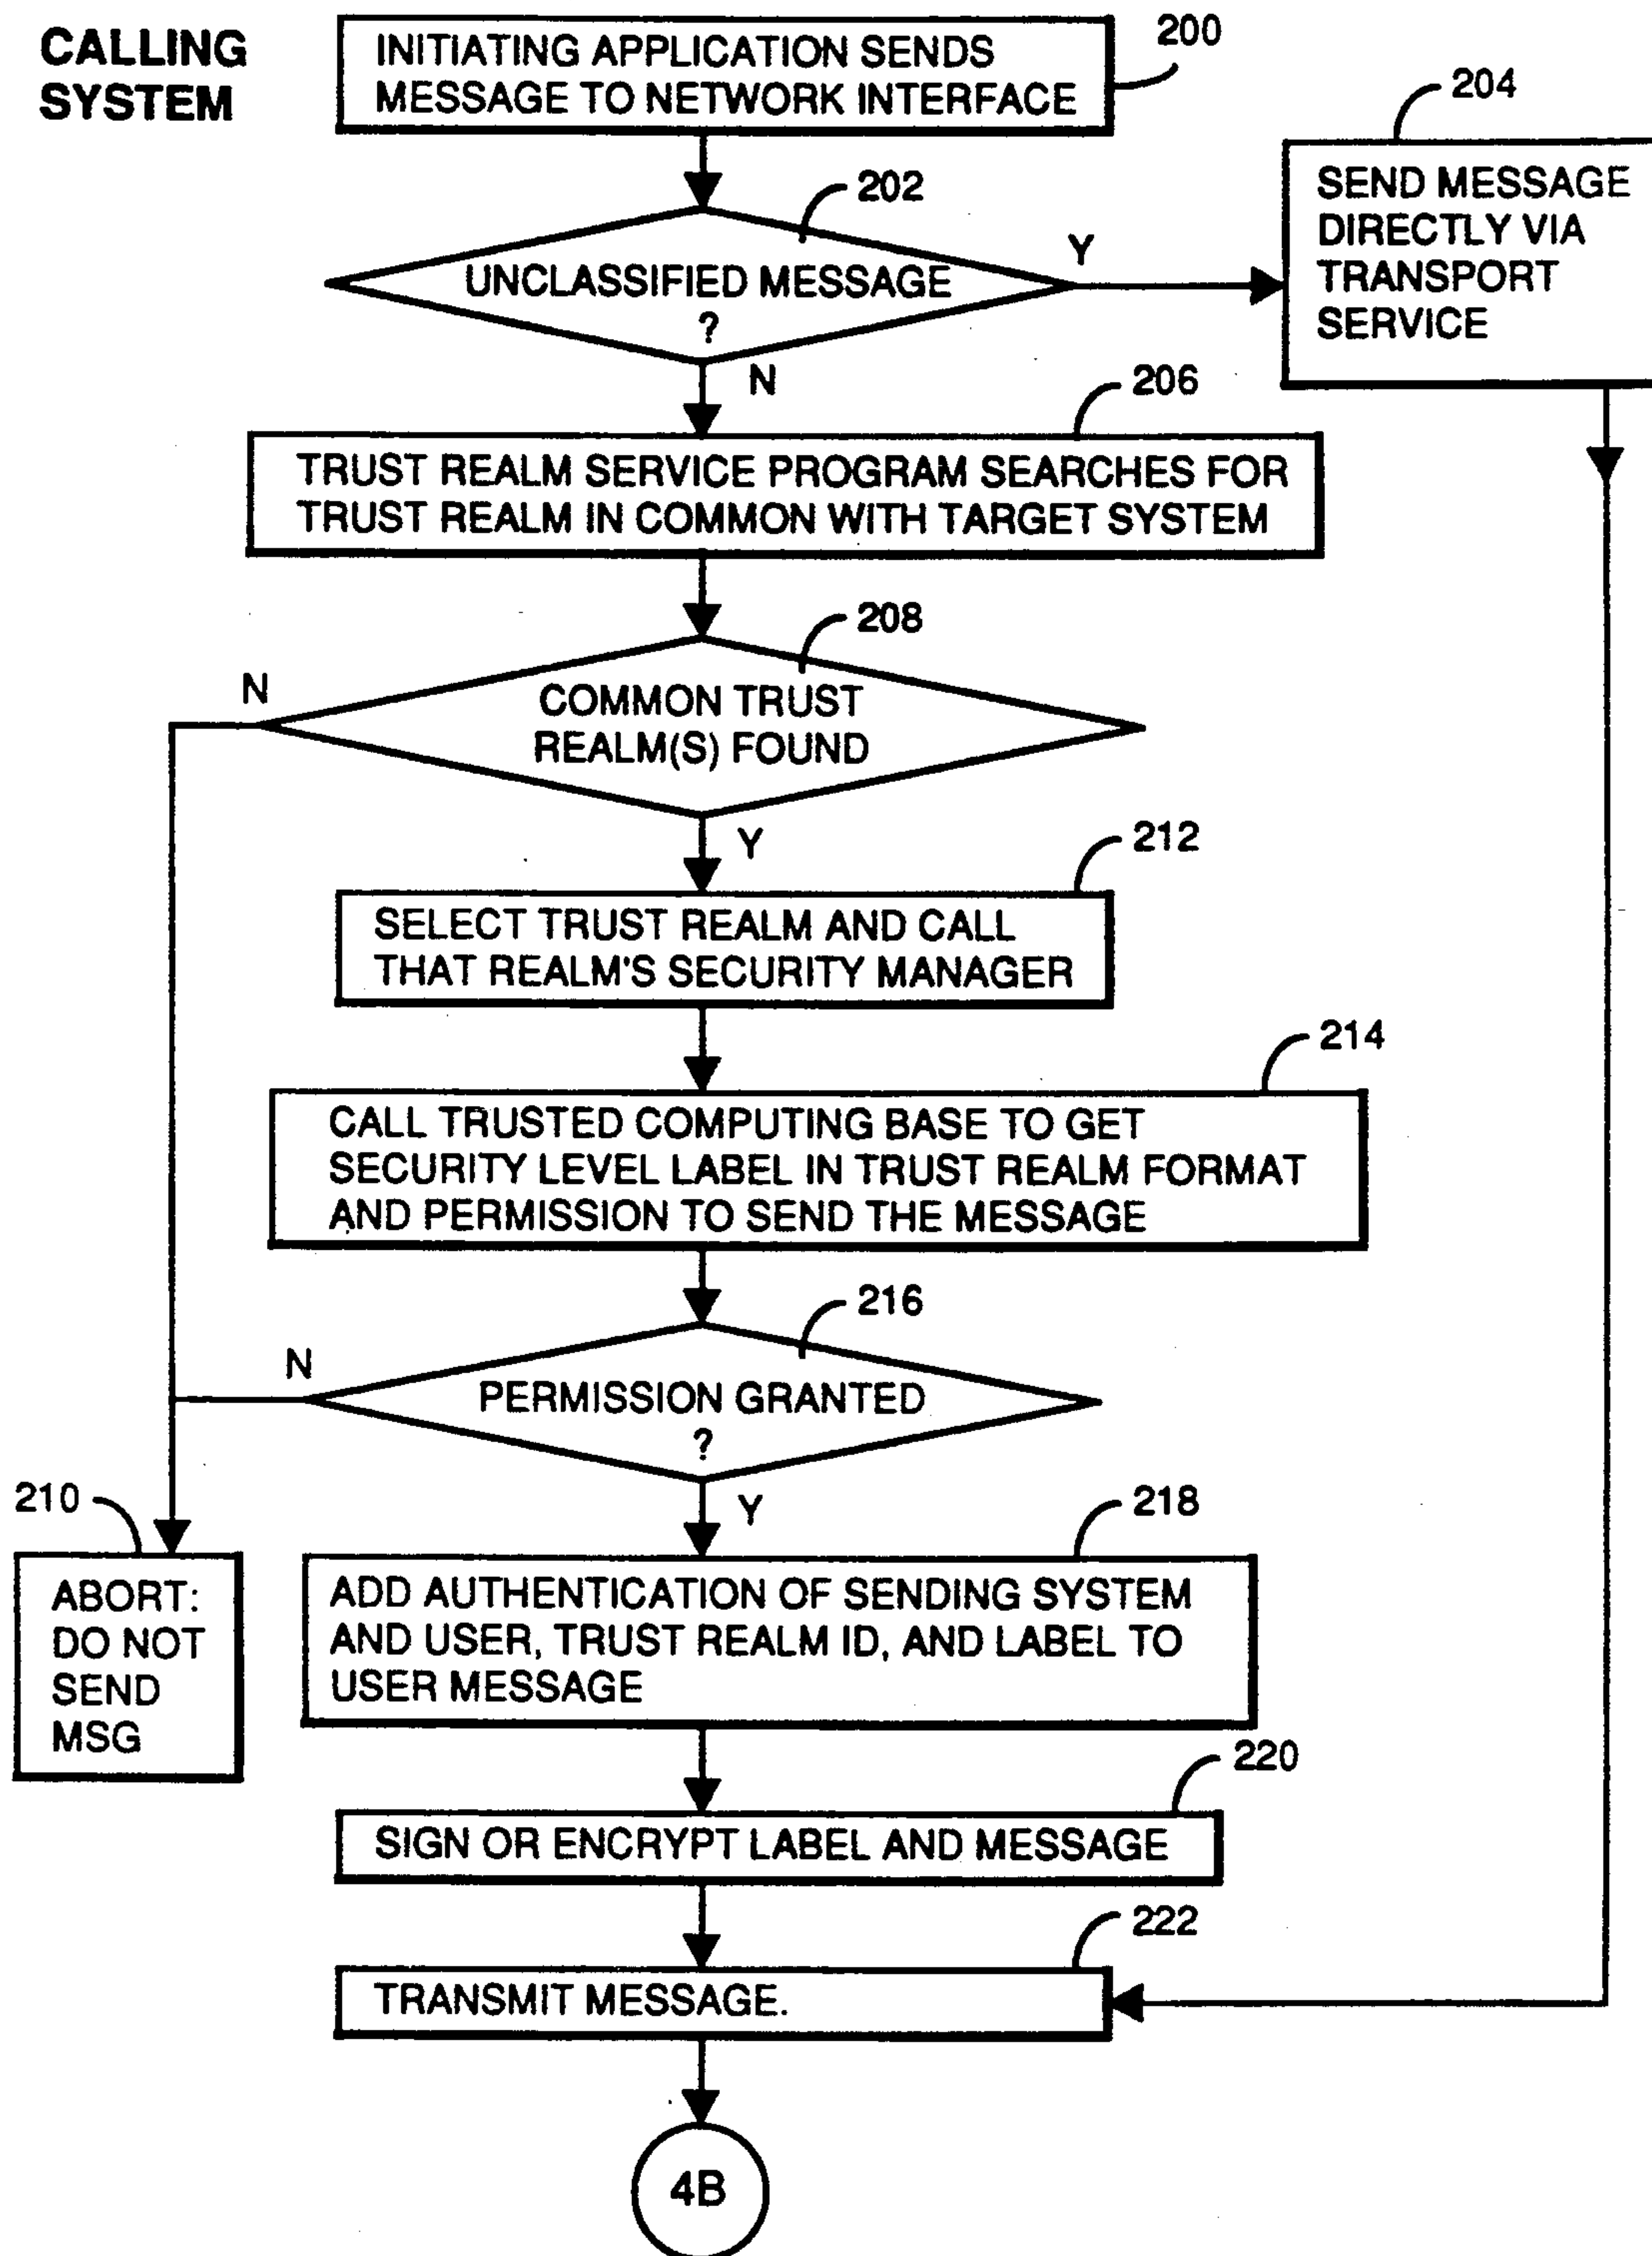 CALLING
SYSTEM
INITIATING APPLICATION SENDS
MESSAGE TO NETWORK INTERFACE
200
204
SEND MESSAGE
DIRECTLY VIA
TRANSPORT
SERVICE
202
UNCLASSIFIED MESSAGE
?
Y
N
206
TRUST REALM SERVICE PROGRAM SEARCHES FOR
TRUST REALM IN COMMON WITH TARGET SYSTEM
208
N
COMMON TRUST
REALM(S) FOUND
Y
212
SELECT TRUST REALM AND CALL
THAT REALM'S SECURITY MANAGER
214
CALL TRUSTED COMPUTING BASE TO GET
SECURITY LEVEL LABEL IN TRUST REALM FORMAT
AND PERMISSION TO SEND THE MESSAGE
216
N
PERMISSION GRANTED
?
Y
210
ABORT:
DO NOT
SEND
MSG
218
ADD AUTHENTICATION OF SENDING SYSTEM
AND USER, TRUST REALM ID, AND LABEL TO
USER MESSAGE
220
SIGN OR ENCRYPT LABEL AND MESSAGE
222
TRANSMIT MESSAGE.
4B